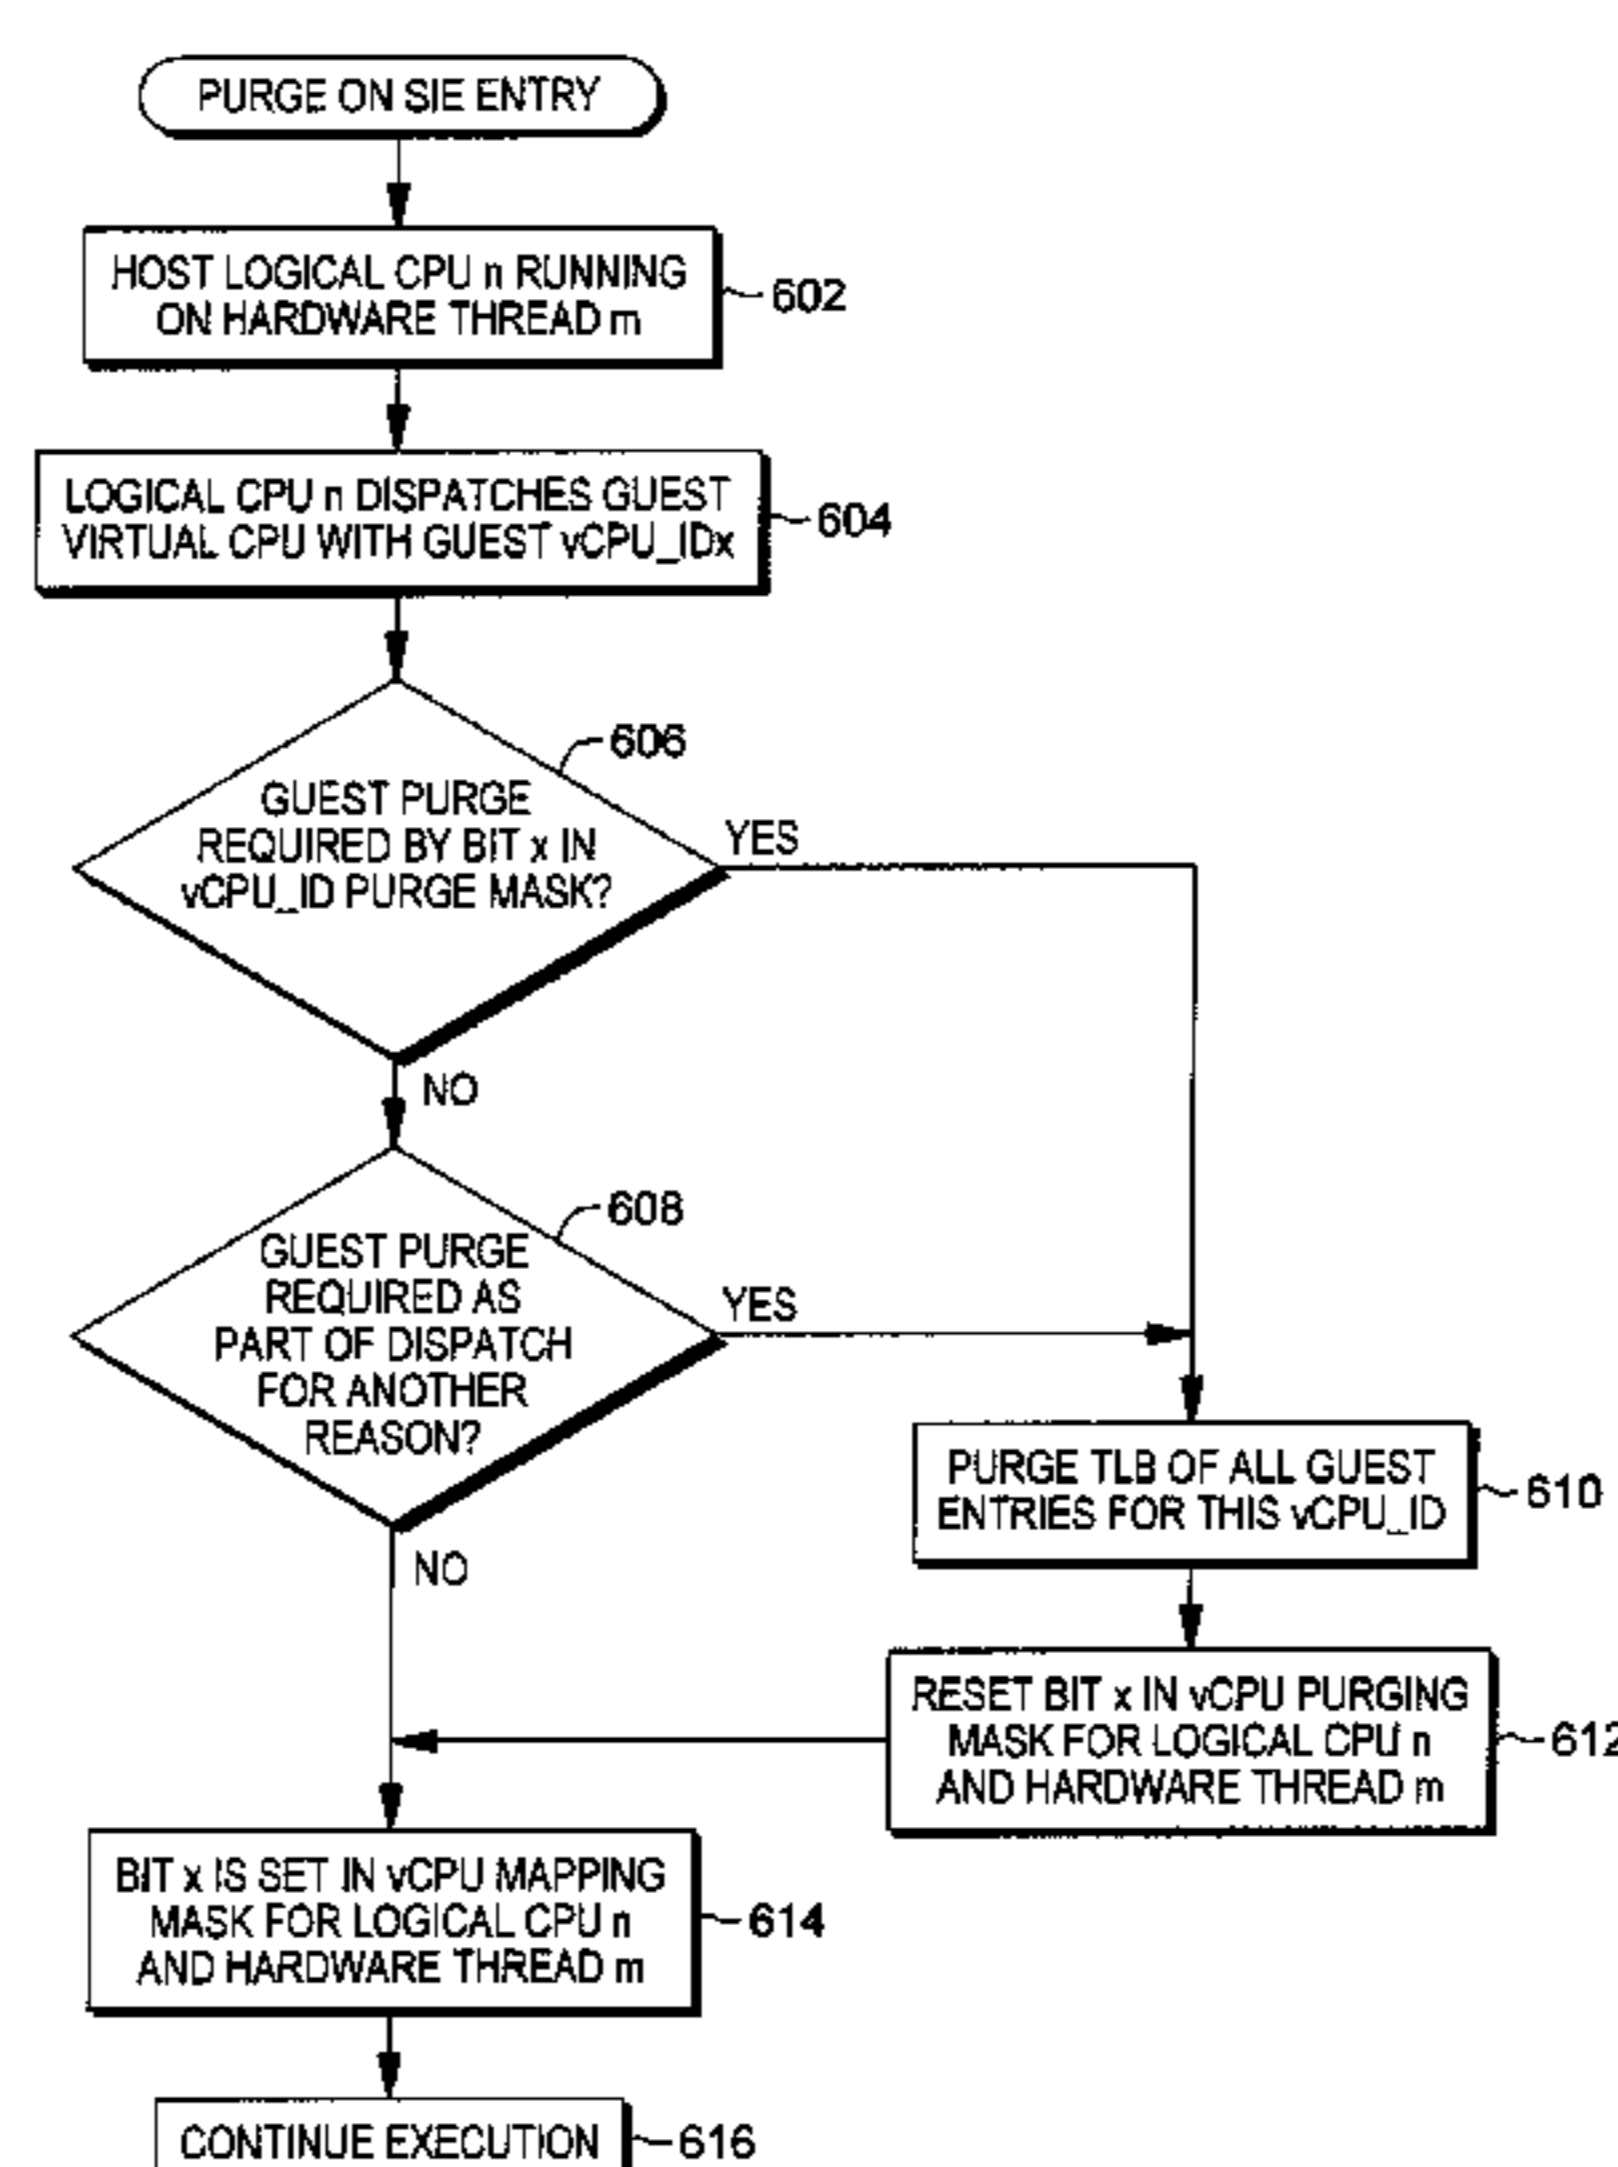 PURGE ON SIE ENTRY
HOST LOGICAL CPU n RUNNING
ON HARDWARE THREAD m
602
LOGICAL CPU n DISPATCHES GUEST
VIRTUAL CPU WITH GUEST vCPU_IDx
604
606
GUEST PURGE
REQUIRED BY BIT x IN
vCPU_ID PURGE MASK?
YES
NO
608
GUEST PURGE
REQUIRED AS
PART OF DISPATCH
FOR ANOTHER
REASON?
YES
NO
PURGE TLB OF ALL GUEST
ENTRIES FOR THIS vCPU_ID
610
RESET BIT x IN vCPU PURGING
MASK FOR LOGICAL CPU n
AND HARDWARE THREAD m
612
BIT x IS SET IN vCPU MAPPING
MASK FOR LOGICAL CPU n
AND HARDWARE THREAD m
614
CONTINUE EXECUTION
616